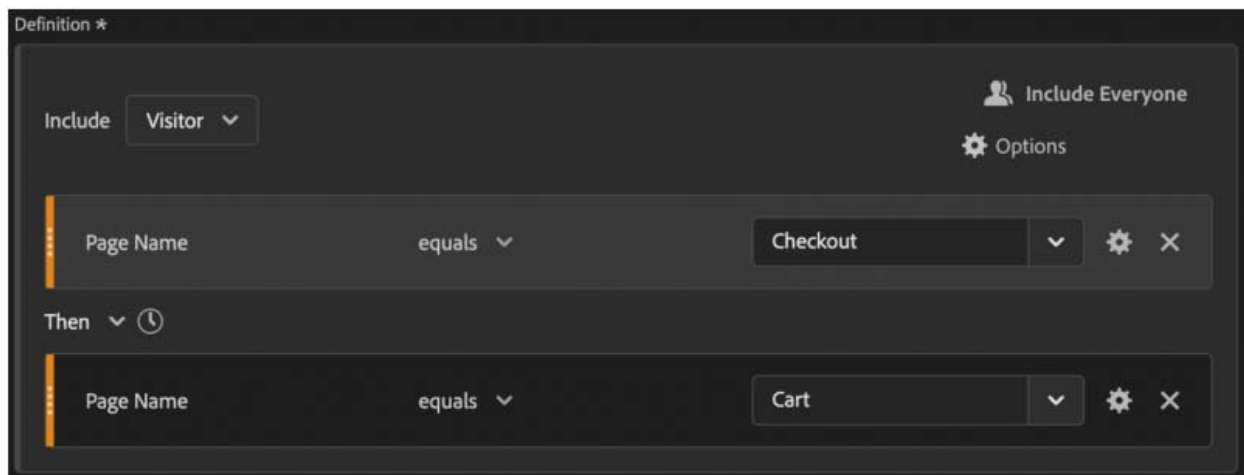 Definition *
Include Visitor
Include Everyone
Options
Page Name equals Checkout
Then
Page Name equals Cart